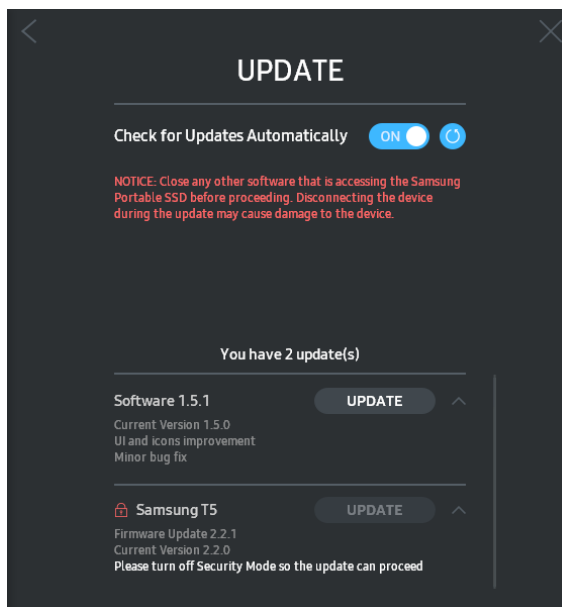 UPDATE
Check for Updates Automatically ON
NOTICE: Close any other software that is accessing the Samsung
Portable SSD before proceeding. Disconnecting the device
during the update may cause damage to the device.
You have 2 update(s)
Software 1.5.1 UPDATE
Current Version 1.5.0
UI and icons improvement
Minor bug fix
Samsung T5 UPDATE
Firmware Update 2.2.1
Current Version 2.2.0
Please turn off Security Mode so the update can proceed